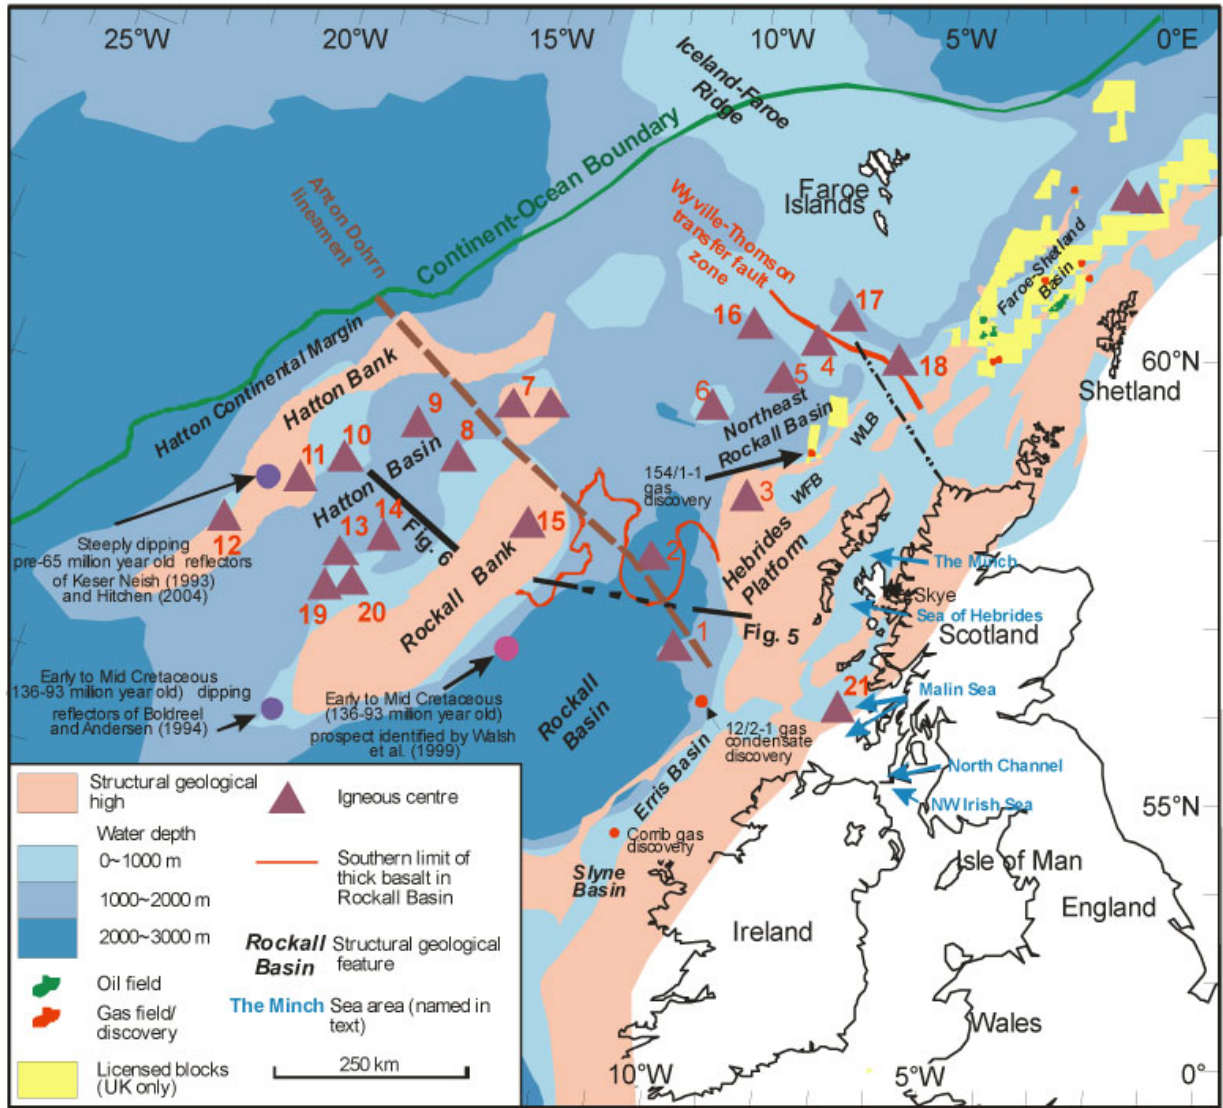 25°W
20°W
15°W
10°W
5°W
0°E
Iceland-Faroe
Ridge
Continent-Ocean Boundary
Anton Dohrn
lineament
Faroe
Islands
Wyville-Thomson
transfer fault
zone
Faroe-Shetland
Basin
16
17
4
18
5
6
60°N
Shetland
Hatton Continental Margin
Hatton Bank
7
9
8
10
11
Hatton Basin
Northeast
Rockall Basin
WLB
WFB
154/1-1
gas
discovery
3
12
13
14
15
Fig. 6
2
Hebrides
Platform
Steeply dipping
pre-65 million year old reflectors
of Keser Neish (1993)
and Hitchen (2004)
19
20
Rockall Bank
The Minch
Skye
Sea of Hebrides
Scotland
Fig. 5
1
21
Malin Sea
Early to Mid Cretaceous
(136-93 million year old) dipping
reflectors of Boldreel
and Andersen (1994)
Early to Mid Cretaceous
(136-93 million year old)
prospect identified by Walsh
et al. (1999)
Rockall
Basin
12/2-1 gas
condensate
discovery
Erris Basin
North Channel
NW Irish Sea
55°N
Corrib gas
discovery
Slyne
Basin
Isle of Man
England
Ireland
Wales
10°W
5°W
0°
Structural geological
high
Water depth
0~1000 m
1000~2000 m
2000~3000 m
Oil field
Gas field/
discovery
Licensed blocks
(UK only)
Igneous centre
Southern limit of
thick basalt in
Rockall Basin
Rockall
Basin
Structural geological
feature
The Minch
Sea area (named in
text)
250 km